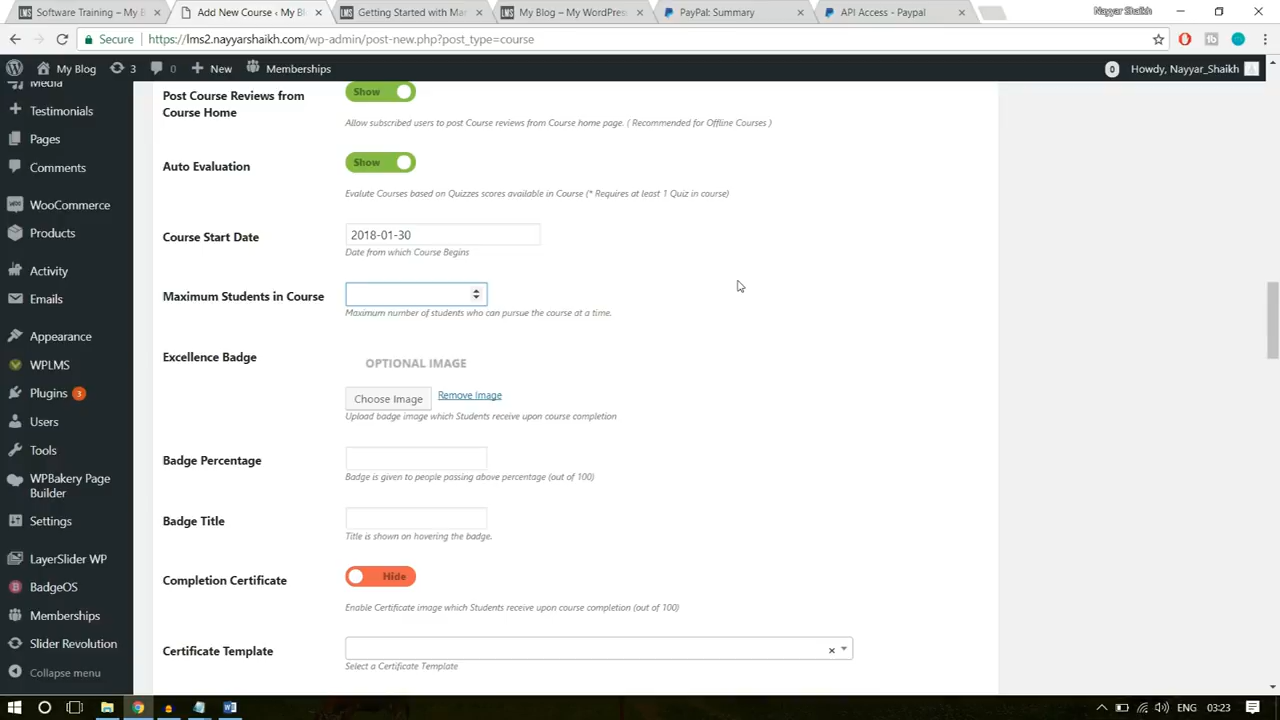 Software Training – My B
Add New Course ‹ My Bl
Getting Started with Mar
My Blog – My WordPress
PayPal: Summary
API Access - Paypal
Nayyar Shaikh
Secure
https://lms2.nayyarshaikh.com/wp-admin/post-new.php?post_type=course
My Blog
3
0
New
Memberships
0
Howdy, Nayyar_Shaikh
Media
Testimonials
Pages
Comments
WooCommerce
Products
Activity
Emails
Appearance
WPLMS
Plugins 3
Users
Tools
WPBakery Page
Builder
Settings
LayerSlider WP
BadgeOS
Memberships
Slider Revolution
Collapse menu
Post Course Reviews from
Course Home
Show
Allow subscribed users to post Course reviews from Course home page. ( Recommended for Offline Courses )
Auto Evaluation
Show
Evalute Courses based on Quizzes scores available in Course (* Requires at least 1 Quiz in course)
Course Start Date
2018-01-30
Date from which Course Begins
Maximum Students in Course
Maximum number of students who can pursue the course at a time.
Excellence Badge
OPTIONAL IMAGE
Choose Image
Remove Image
Upload badge image which Students receive upon course completion
Badge Percentage
Badge is given to people passing above percentage (out of 100)
Badge Title
Title is shown on hovering the badge.
Completion Certificate
Hide
Enable Certificate image which Students receive upon course completion (out of 100)
Certificate Template
Select a Certificate Template
ENG
03:23